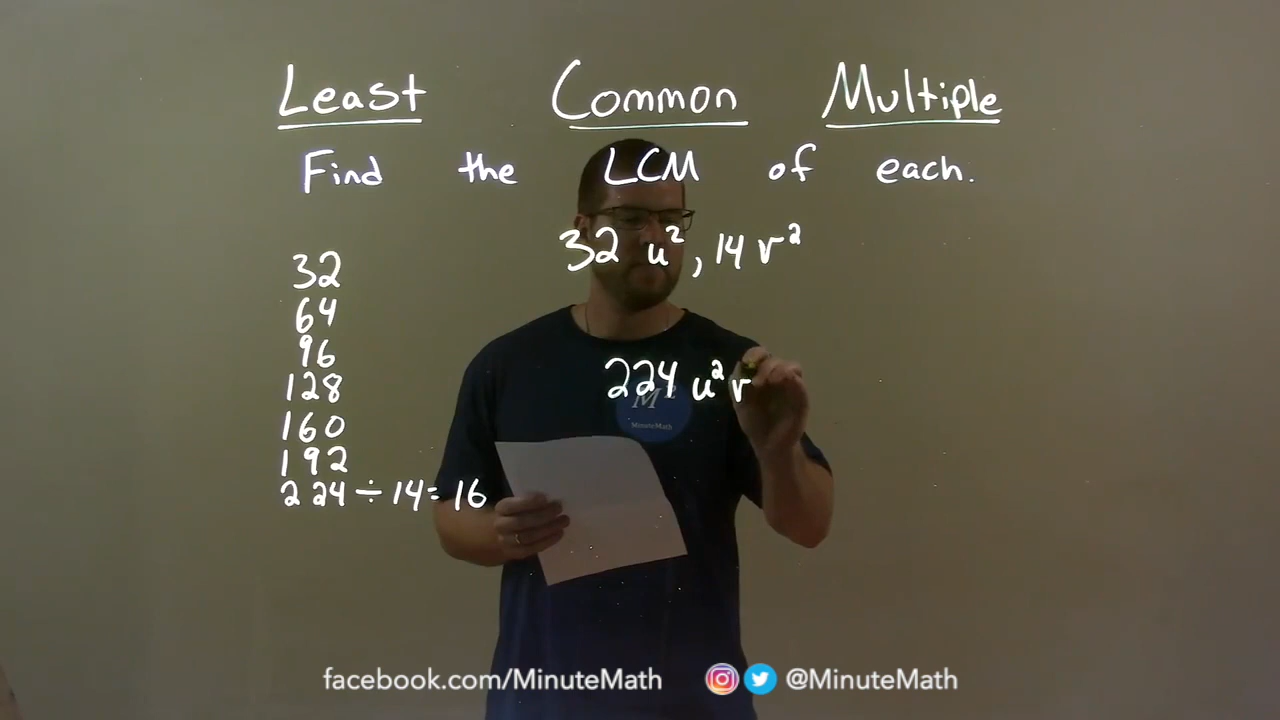 Least Common Multiple
Find the LCM of each.
32 u², 14 v²
32
64
96
128
160
192
224 ÷ 14 = 16
224 u² v
MinuteMath
facebook.com/MinuteMath @MinuteMath